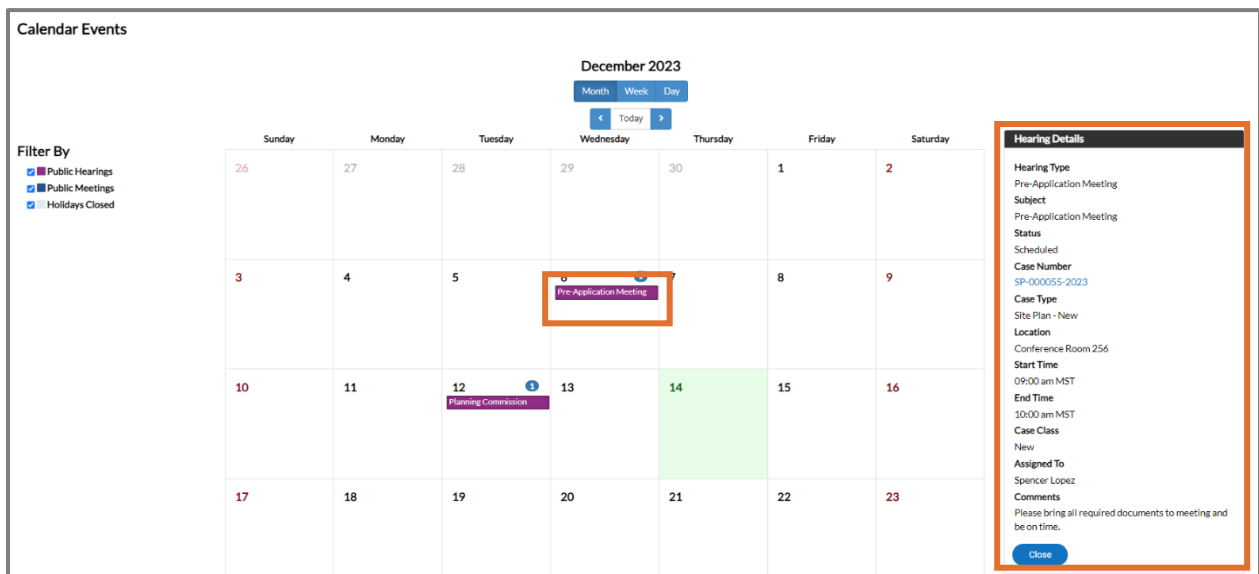 Calendar Events
December 2023
Month Week Day
Today
Filter By
Public Hearings
Public Meetings
Holidays Closed
Sunday Monday Tuesday Wednesday Thursday Friday Saturday
26 27 28 29 30 1 2
3 4 5 6 7 8 9
Pre-Application Meeting
10 11 12 1 13 14 15 16
Planning Commission
17 18 19 20 21 22 23
Hearing Details
Hearing Type
Pre-Application Meeting
Subject
Pre-Application Meeting
Status
Scheduled
Case Number
SP-000055-2023
Case Type
Site Plan - New
Location
Conference Room 256
Start Time
09:00 am MST
End Time
10:00 am MST
Case Class
New
Assigned To
Spencer Lopez
Comments
Please bring all required documents to meeting and
be on time.
Close